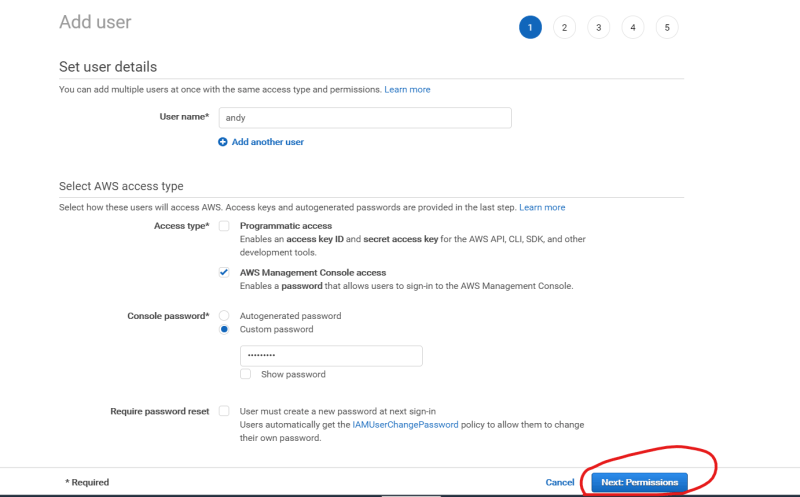 Add user
1 2 3 4 5
Set user details
You can add multiple users at once with the same access type and permissions. Learn more
User name* andy
Add another user
Select AWS access type
Select how these users will access AWS. Access keys and autogenerated passwords are provided in the last step. Learn more
Access type* Programmatic access
Enables an access key ID and secret access key for the AWS API, CLI, SDK, and other
development tools.
AWS Management Console access
Enables a password that allows users to sign-in to the AWS Management Console.
Console password* Autogenerated password
Custom password
•••••••••
Show password
Require password reset User must create a new password at next sign-in
Users automatically get the IAMUserChangePassword policy to allow them to change
their own password.
* Required Cancel Next: Permissions